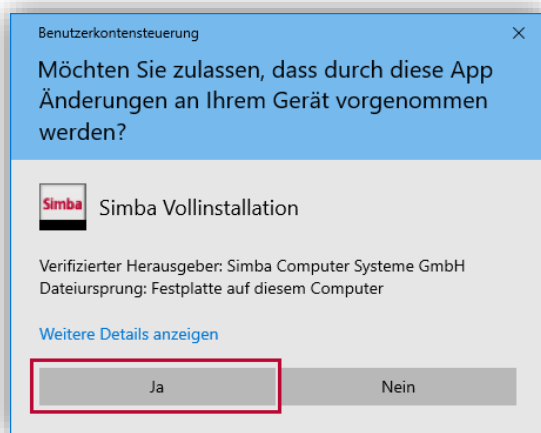 Benutzerkontensteuerung
Möchten Sie zulassen, dass durch diese App
Änderungen an Ihrem Gerät vorgenommen
werden?
Simba
Simba Vollinstallation
Verifizierter Herausgeber: Simba Computer Systeme GmbH
Dateiursprung: Festplatte auf diesem Computer
Weitere Details anzeigen
Ja
Nein